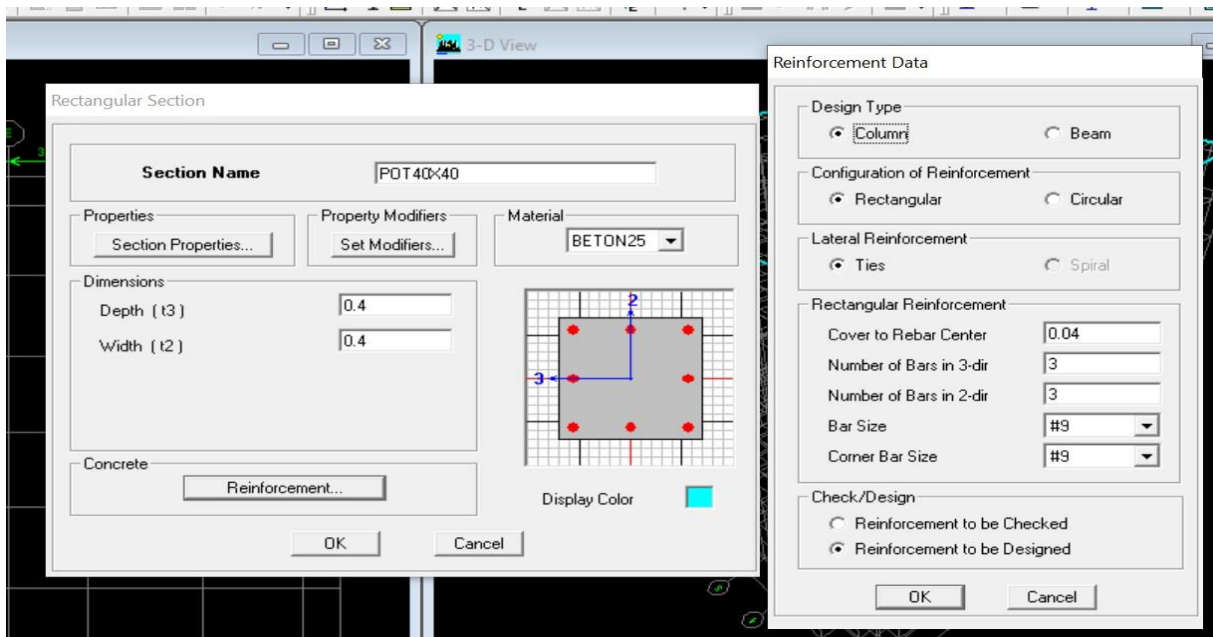 3-D View
Rectangular Section
Section Name POT40X40
Properties
Section Properties...
Property Modifiers
Set Modifiers...
Material
BETON25
Dimensions
Depth ( t3 ) 0.4
Width ( t2 ) 0.4
2
3
Concrete
Reinforcement...
Display Color
OK Cancel
Reinforcement Data
Design Type
Column Beam
Configuration of Reinforcement
Rectangular Circular
Lateral Reinforcement
Ties Spiral
Rectangular Reinforcement
Cover to Rebar Center 0.04
Number of Bars in 3-dir 3
Number of Bars in 2-dir 3
Bar Size #9
Corner Bar Size #9
Check/Design
Reinforcement to be Checked
Reinforcement to be Designed
OK Cancel